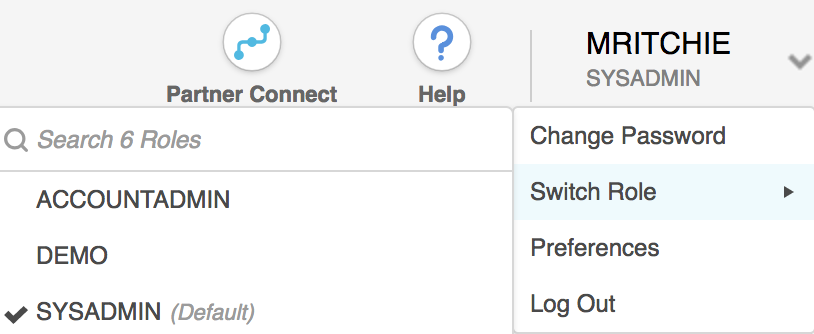 Partner Connect
Help
MRITCHIE
SYSADMIN
Search 6 Roles
ACCOUNTADMIN
DEMO
SYSADMIN (Default)
Change Password
Switch Role
Preferences
Log Out